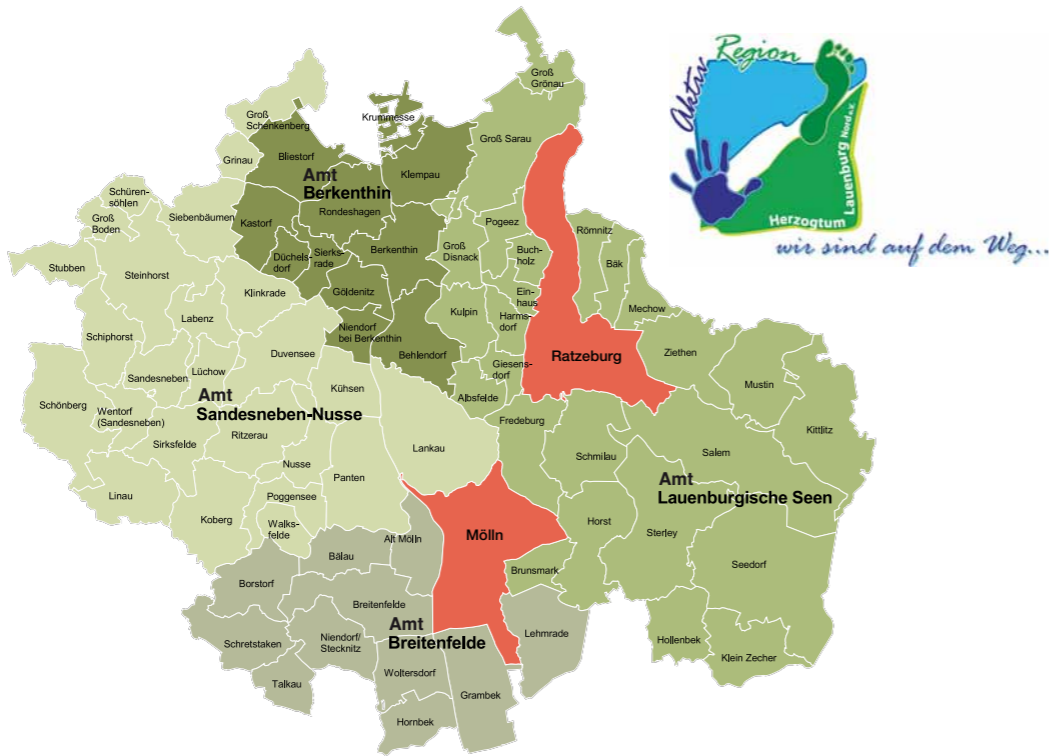 Aktiv
Region
Lauenburg Nord e.V.
Herzogtum
wir sind auf dem Weg...
Groß
Grönau
Krummesse
Groß
Schenkenberg
Groß Sarau
Grinau
Bliestorf
Amt
Berkenthin
Klempau
Schüren-
söhlen
Groß
Boden
Siebenbäumen
Kastorf
Rondeshagen
Pogeez
Römnitz
Stubben
Steinhorst
Düchels-
dorf
Sierks-
rade
Berkenthin
Groß
Disnack
Buch-
holz
Bäk
Klinkrade
Göldenitz
Ein-
haus
Mechow
Labenz
Kulpin
Harms-
dorf
Schiphorst
Niendorf
bei Berkenthin
Behlendorf
Ratzeburg
Ziethen
Duvensee
Giesens-
dorf
Sandesneben
Lüchow
Kühsen
Albsfelde
Mustin
Schönberg
Amt
Sandesneben-Nusse
Wentorf
(Sandesneben)
Sirksfelde
Ritzerau
Fredeburg
Kittlitz
Lankau
Schmilau
Salem
Nusse
Panten
Amt
Lauenburgische Seen
Linau
Poggensee
Koberg
Walks-
felde
Alt Mölln
Mölln
Horst
Sterley
Bälau
Brunsmark
Seedorf
Borstorf
Breitenfelde
Amt
Breitenfelde
Lehmrade
Schretstaken
Niendorf/
Stecknitz
Hollenbek
Klein Zecher
Talkau
Woltersdorf
Grambek
Hornbek